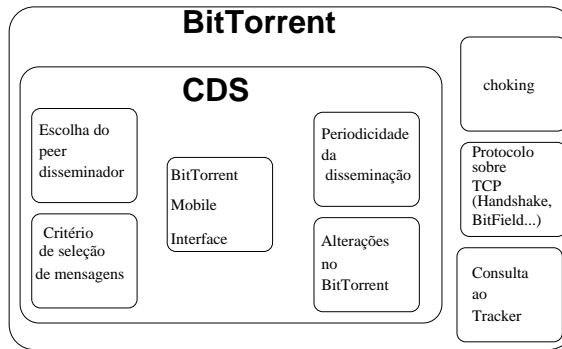 BitTorrent
CDS
Escolha do
peer
disseminador
Critério
de seleção
de mensagens
BitTorrent
Mobile
Interface
Periodicidade
da
disseminação
Alterações
no
BitTorrent
choking
Protocolo
sobre
TCP
(Handshake,
BitField...)
Consulta
ao
Tracker